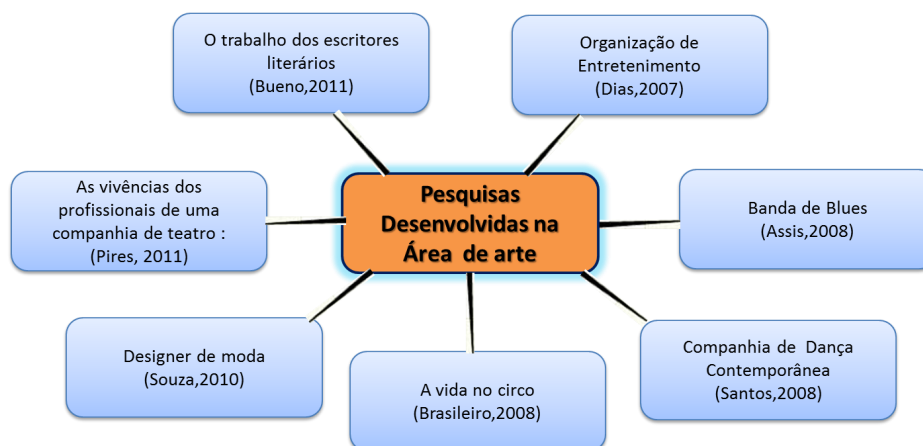 O trabalho dos escritores
literários
(Bueno,2011)
Organização de
Entretenimento
(Dias,2007)
As vivências dos
profissionais de uma
companhia de teatro :
(Pires, 2011)
Pesquisas
Desenvolvidas na
Área de arte
Banda de Blues
(Assis,2008)
Designer de moda
(Souza,2010)
A vida no circo
(Brasileiro,2008)
Companhia de Dança
Contemporânea
(Santos,2008)